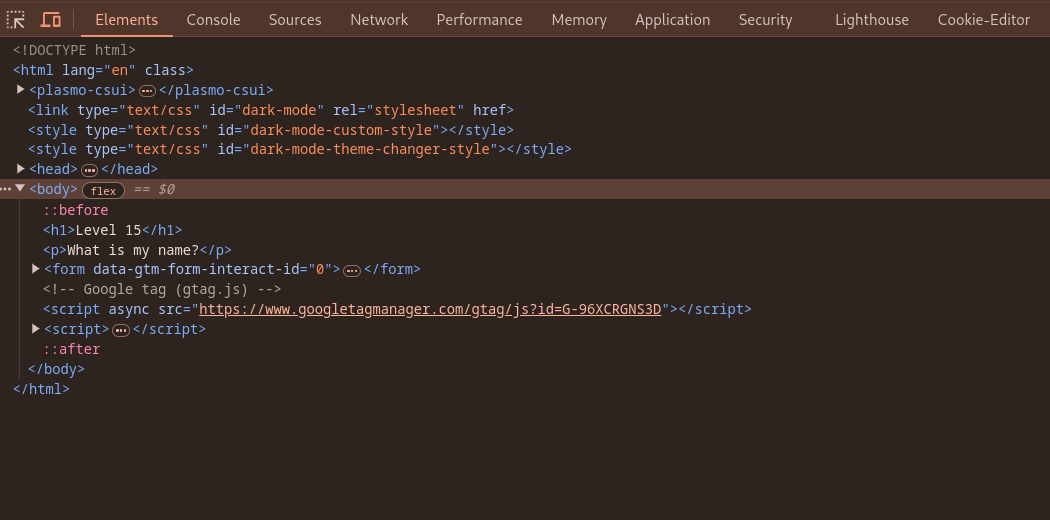 Elements Console Sources Network Performance Memory Application Security Lighthouse Cookie-Editor
<!DOCTYPE html>
<html lang="en" class>
<plasmo-csui> ⋯ </plasmo-csui>
<link type="text/css" id="dark-mode" rel="stylesheet" href>
<style type="text/css" id="dark-mode-custom-style"></style>
<style type="text/css" id="dark-mode-theme-changer-style"></style>
<head> ⋯ </head>
<body> flex == $0
::before
<h1>Level 15</h1>
<p>What is my name?</p>
<form data-gtm-form-interact-id="0"> ⋯ </form>
<!-- Google tag (gtag.js) -->
<script async src="https://www.googletagmanager.com/gtag/js?id=G-96XCRGNS3D"></script>
<script> ⋯ </script>
::after
</body>
</html>